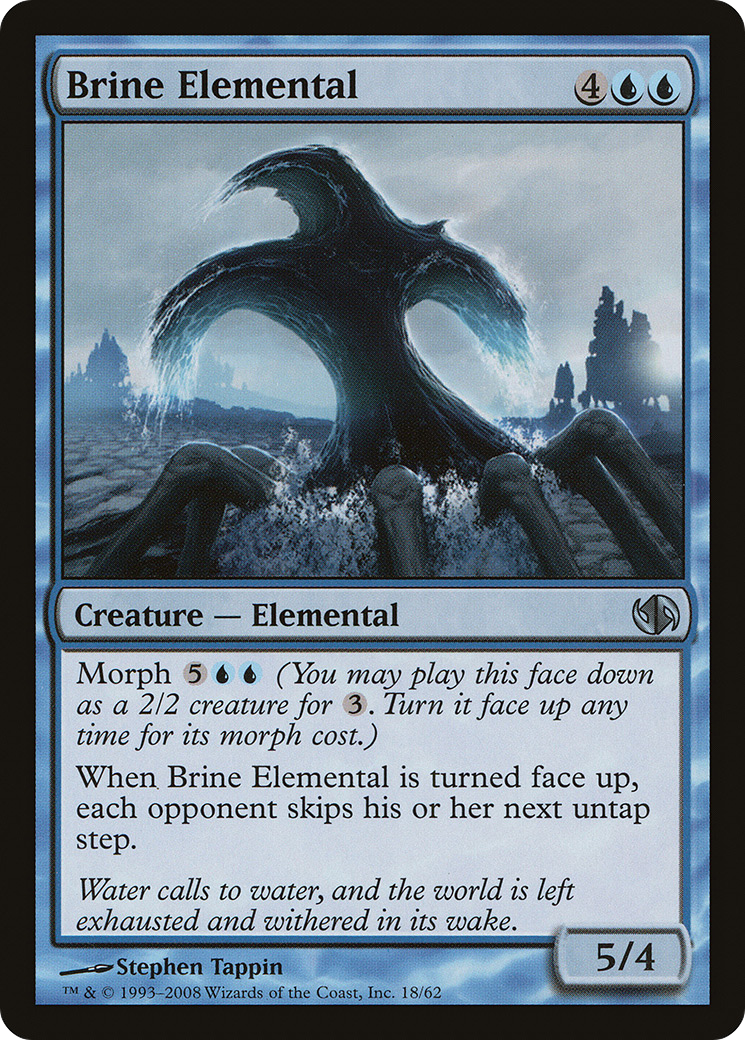 Brine Elemental 4
Creature — Elemental
Morph 5 (You may play this face down
as a 2/2 creature for 3. Turn it face up any
time for its morph cost.)
When Brine Elemental is turned face up,
each opponent skips his or her next untap
step.
Water calls to water, and the world is left
exhausted and withered in its wake.
5/4
Stephen Tappin
™ & © 1993–2008 Wizards of the Coast, Inc. 18/62